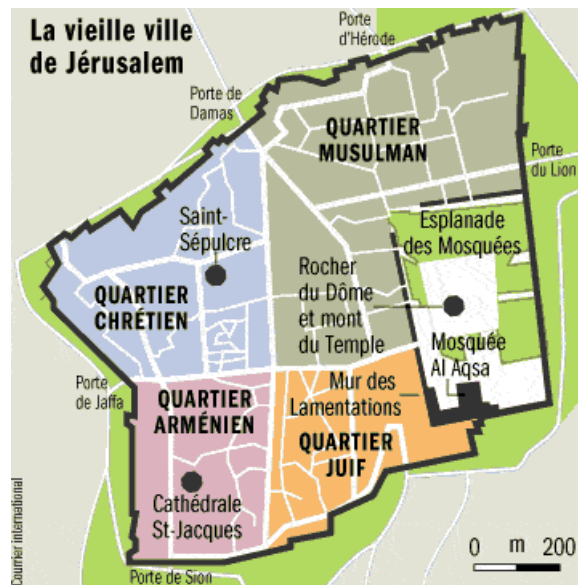 La vieille ville
de Jérusalem
Porte
d'Hérode
Porte de
Damas
QUARTIER
MUSULMAN
Porte
du Lion
Saint-
Sépulcre
Esplanade
des Mosquées
QUARTIER
CHRÉTIEN
Rocher
du Dôme
et mont
du Temple
Mosquée
Al Aqsa
Porte
de Jaffa
QUARTIER
ARMÉNIEN
Mur des
Lamentations
QUARTIER
JUIF
Cathédrale
St-Jacques
Porte de Sion
0 m 200
Courrier international